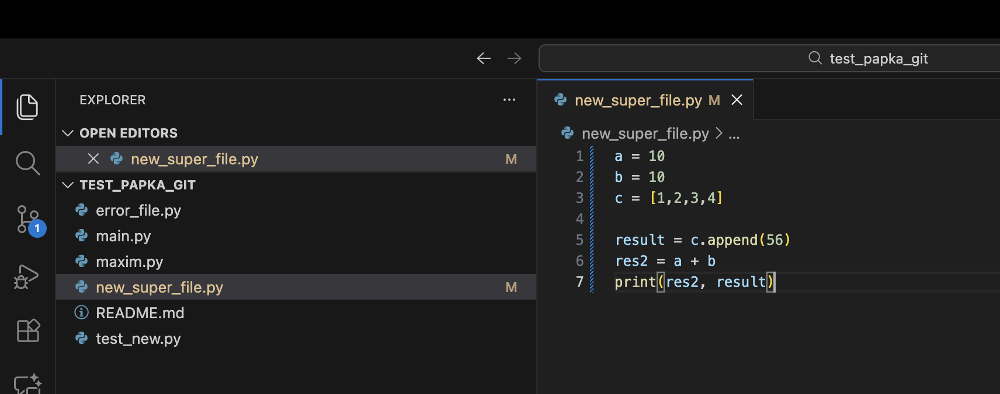 test_papka_git
EXPLORER
...
OPEN EDITORS
new_super_file.py M
TEST_PAPKA_GIT
error_file.py
main.py
maxim.py
new_super_file.py M
README.md
test_new.py
1
new_super_file.py M
new_super_file.py > ...
1 a = 10
2 b = 10
3 c = [1,2,3,4]
4
5 result = c.append(56)
6 res2 = a + b
7 print(res2, result)